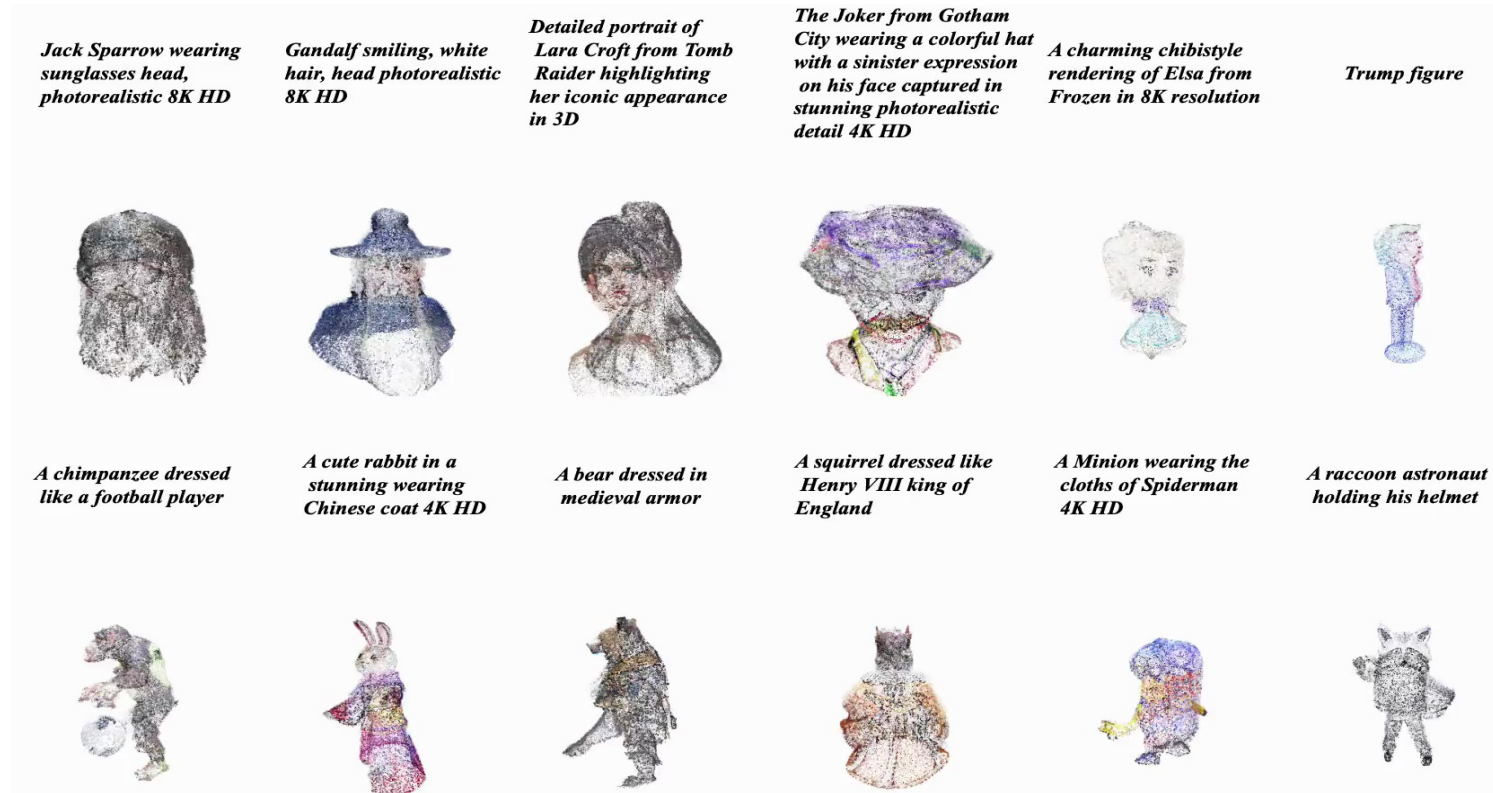 Jack Sparrow wearing
sunglasses head,
photorealistic 8K HD
Gandalf smiling, white
hair, head photorealistic
8K HD
Detailed portrait of
Lara Croft from Tomb
Raider highlighting
her iconic appearance
in 3D
The Joker from Gotham
City wearing a colorful hat
with a sinister expression
on his face captured in
stunning photorealistic
detail 4K HD
A charming chibistyle
rendering of Elsa from
Frozen in 8K resolution
Trump figure
A chimpanzee dressed
like a football player
A cute rabbit in a
stunning wearing
Chinese coat 4K HD
A bear dressed in
medieval armor
A squirrel dressed like
Henry VIII king of
England
A Minion wearing the
cloths of Spiderman
4K HD
A raccoon astronaut
holding his helmet